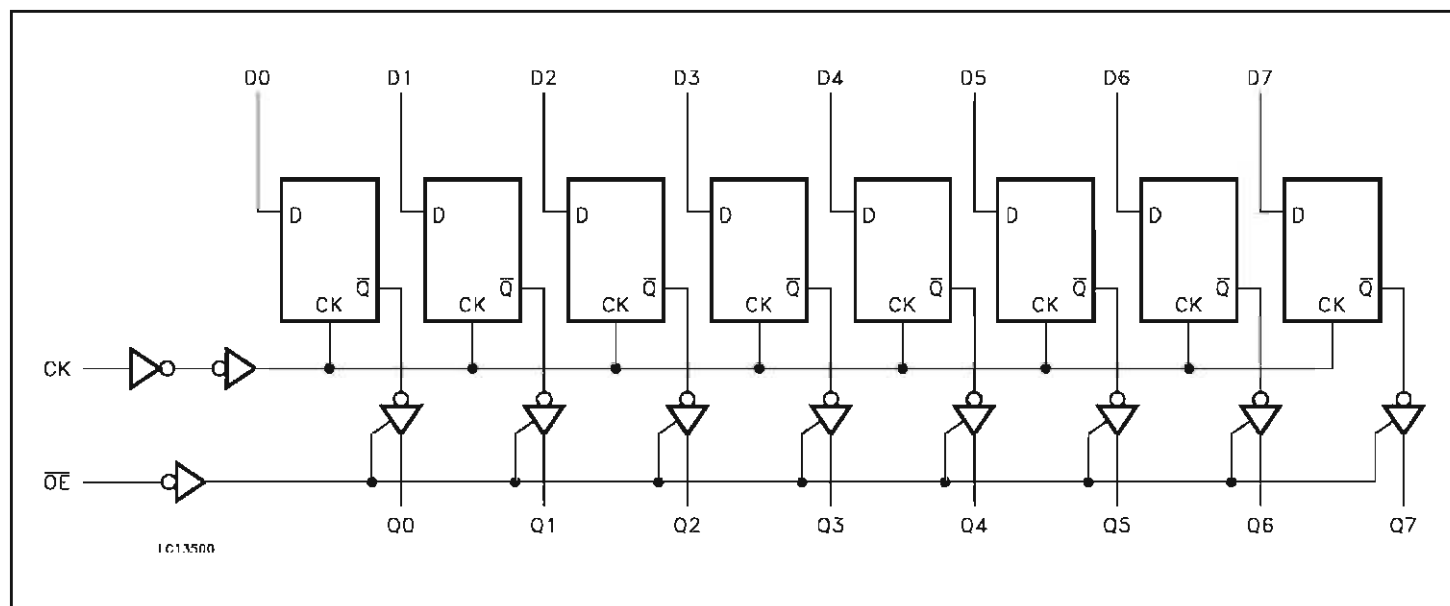 D0 D1 D2 D3 D4 D5 D6 D7
D D D D D D D D
Q̅ Q̅ Q̅ Q̅ Q̅ Q̅ Q̅ Q̅
CK CK CK CK CK CK CK CK
CK
O̅E̅
Q0 Q1 Q2 Q3 Q4 Q5 Q6 Q7
LC13500